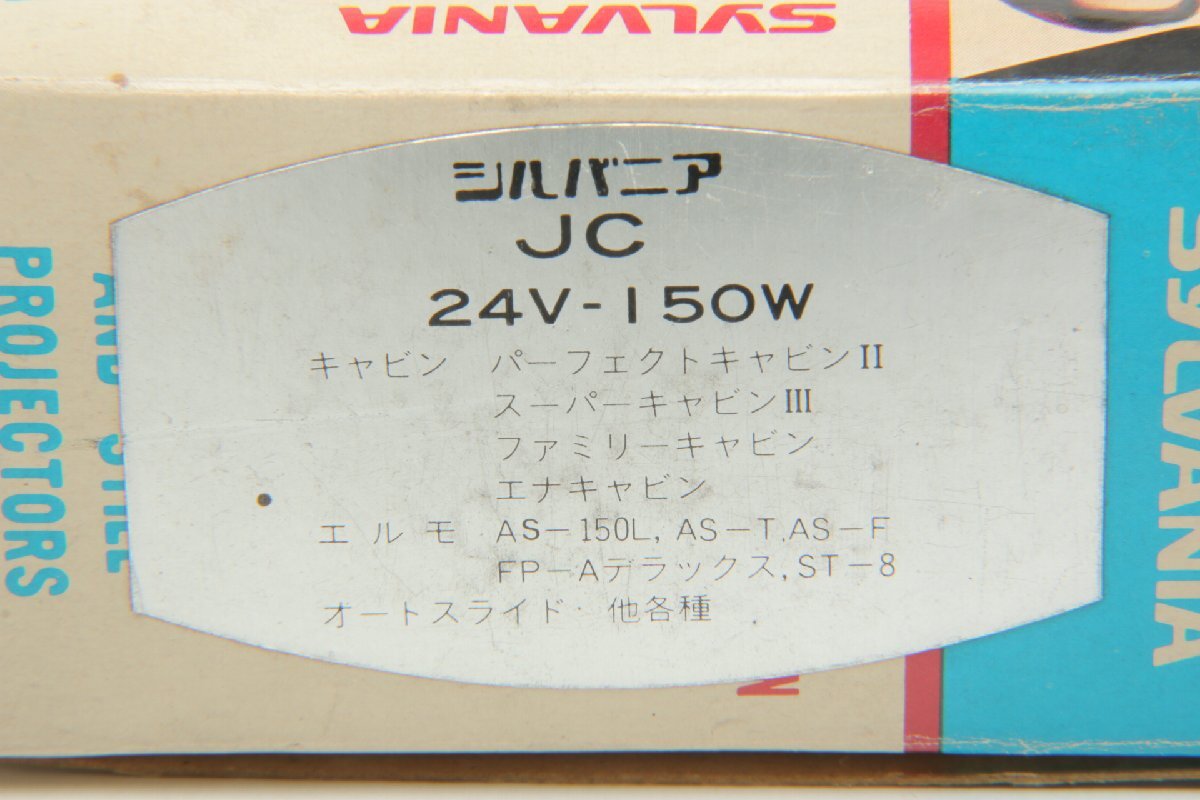 SYLVANIA
シルバニア
JC
24V-150W
キャビン パーフェクトキャビンII
スーパーキャビンIII
ファミリーキャビン
エナキャビン
エルモ AS-150L, AS-T, AS-F
FP-Aデラックス, ST-8
オートスライド・他各種
AND STILL
PROJECTORS
SYLVANIA